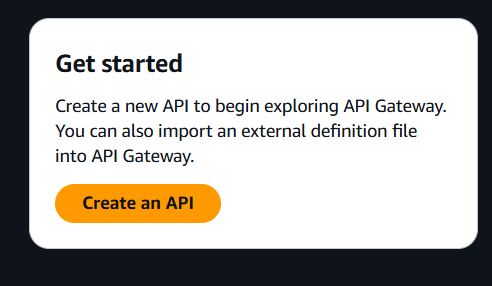 Get started
Create a new API to begin exploring API Gateway.
You can also import an external definition file
into API Gateway.
Create an API